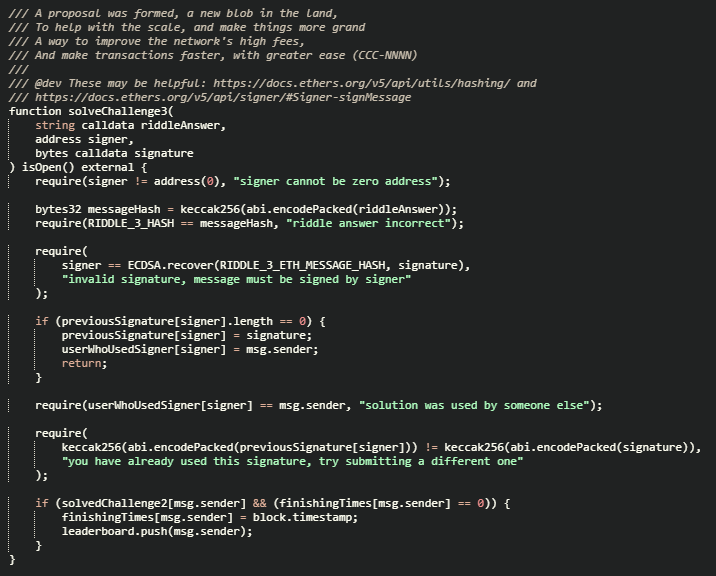 /// A proposal was formed, a new blob in the land,
/// To help with the scale, and make things more grand
/// A way to improve the network's high fees,
/// And make transactions faster, with greater ease (CCC-NNNN)
///
/// @dev These may be helpful: https://docs.ethers.org/v5/api/utils/hashing/ and
/// https://docs.ethers.org/v5/api/signer/#Signer-signMessage
function solveChallenge3(
    string calldata riddleAnswer,
    address signer,
    bytes calldata signature
) isOpen() external {
    require(signer != address(0), "signer cannot be zero address");

    bytes32 messageHash = keccak256(abi.encodePacked(riddleAnswer));
    require(RIDDLE_3_HASH == messageHash, "riddle answer incorrect");

    require(
        signer == ECDSA.recover(RIDDLE_3_ETH_MESSAGE_HASH, signature),
        "invalid signature, message must be signed by signer"
    );

    if (previousSignature[signer].length == 0) {
        previousSignature[signer] = signature;
        userWhoUsedSigner[signer] = msg.sender;
        return;
    }

    require(userWhoUsedSigner[signer] == msg.sender, "solution was used by someone else");

    require(
        keccak256(abi.encodePacked(previousSignature[signer])) != keccak256(abi.encodePacked(signature)),
        "you have already used this signature, try submitting a different one"
    );

    if (solvedChallenge2[msg.sender] && (finishingTimes[msg.sender] == 0)) {
        finishingTimes[msg.sender] = block.timestamp;
        leaderboard.push(msg.sender);
    }
}